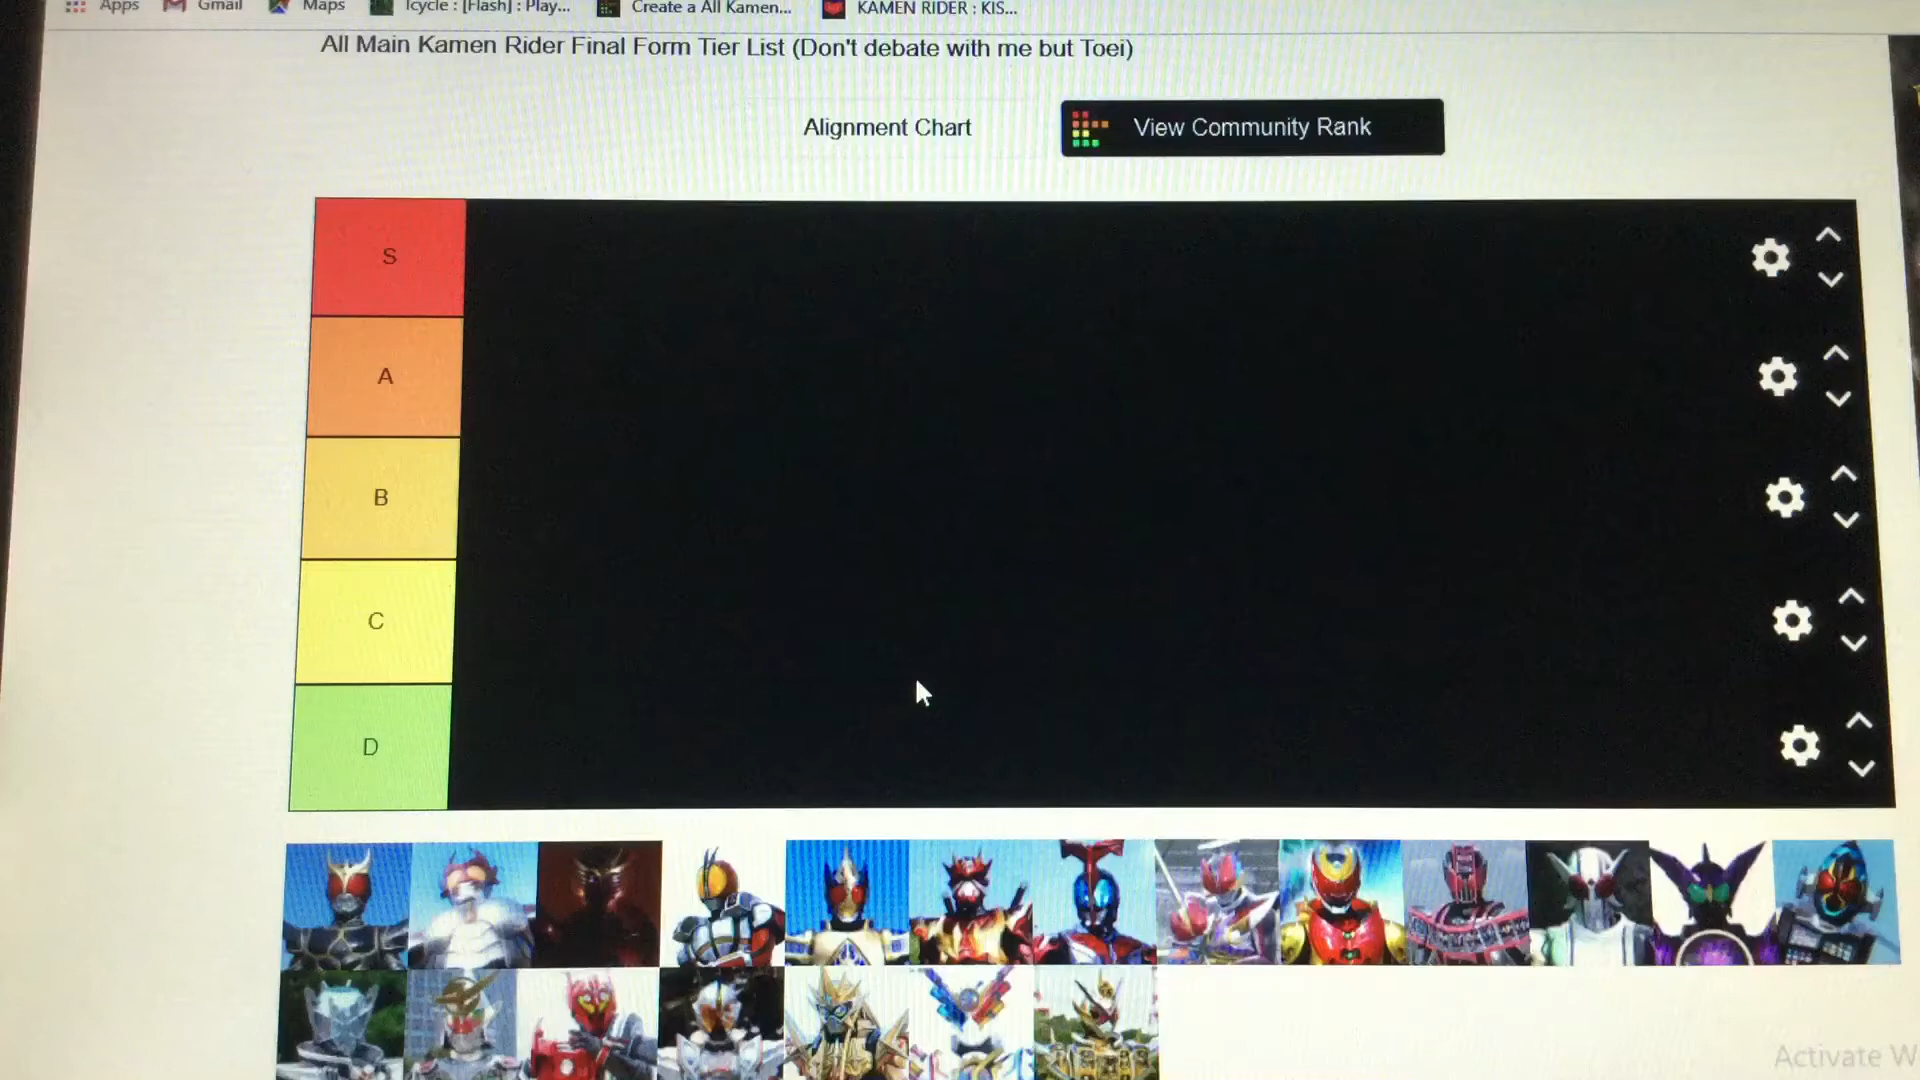 Apps Gmail Maps Icycle : [Flash] : Play... Create a All Kamen... KAMEN RIDER : KIS...
All Main Kamen Rider Final Form Tier List (Don't debate with me but Toei)
Alignment Chart View Community Rank
S
A
B
C
D
Activate W